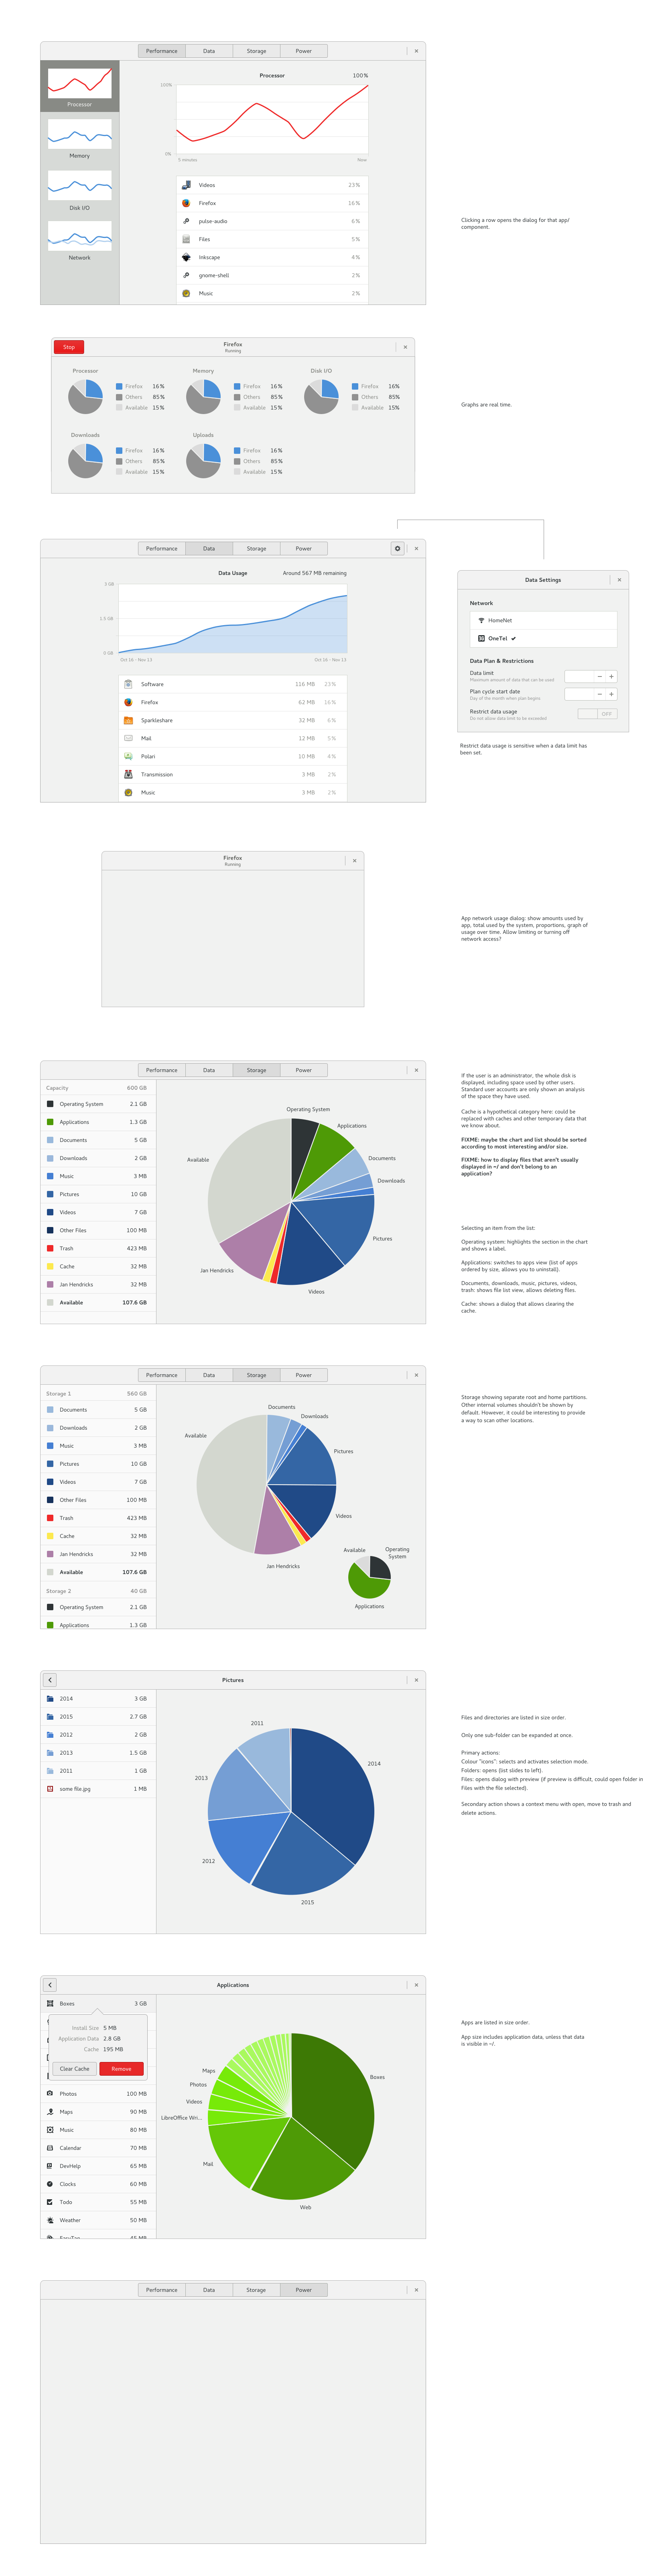 Performance Data Storage Power
Processor
Memory
Disk I/O
Network
Processor 100%
100%
0%
5 minutes Now
Videos 23%
Firefox 16%
pulse-audio 6%
Files 5%
Inkscape 4%
gnome-shell 2%
Music 2%
Clicking a row opens the dialog for that app/
component.
Stop
Firefox
Running
Processor
Firefox 16%
Others 85%
Available 15%
Memory
Firefox 16%
Others 85%
Available 15%
Disk I/O
Firefox 16%
Others 85%
Available 15%
Downloads
Firefox 16%
Others 85%
Available 15%
Uploads
Firefox 16%
Others 85%
Available 15%
Graphs are real time.
Performance Data Storage Power
Data Usage Around 567 MB remaining
3 GB
1.5 GB
0 GB
Oct 16 - Nov 13 Oct 16 - Nov 13
Software 116 MB 23%
Firefox 62 MB 16%
Sparkleshare 32 MB 6%
Mail 12 MB 5%
Polari 10 MB 4%
Transmission 3 MB 2%
Music 3 MB 2%
Data Settings
Network
HomeNet
3G OneTel
Data Plan & Restrictions
Data limit
Maximum amount of data that can be used
Plan cycle start date
Day of the month when plan begins
Restrict data usage
Do not allow data limit to be exceeded
OFF
Restrict data usage is sensitive when a data limit has
been set.
Firefox
Running
App network usage dialog: show amounts used by
app, total used by the system, proportions, graph of
usage over time. Allow limiting or turning off
network access?
Performance Data Storage Power
Capacity 600 GB
Operating System 2.1 GB
Applications 1.3 GB
Documents 5 GB
Downloads 2 GB
Music 3 MB
Pictures 10 GB
Videos 7 GB
Other Files 100 MB
Trash 423 MB
Cache 32 MB
Jan Hendricks 32 MB
Available 107.6 GB
Operating System
Applications
Documents
Downloads
Pictures
Videos
Jan Hendricks
Available
If the user is an administrator, the whole disk is
displayed, including space used by other users.
Standard user accounts are only shown an analysis
of the space they have used.
Cache is a hypothetical category here: could be
replaced with caches and other temporary data that
we know about.
FIXME: maybe the chart and list should be sorted
according to most interesting and/or size.
FIXME: how to display files that aren't usually
displayed in ~/ and don't belong to an
application?
Selecting an item from the list:
Operating system: highlights the section in the chart
and shows a label.
Applications: switches to apps view (list of apps
ordered by size, allows you to uninstall).
Documents, downloads, music, pictures, videos,
trash: shows file list view, allows deleting files.
Cache: shows a dialog that allows clearing the
cache.
Performance Data Storage Power
Storage 1 560 GB
Documents 5 GB
Downloads 2 GB
Music 3 MB
Pictures 10 GB
Videos 7 GB
Other Files 100 MB
Trash 423 MB
Cache 32 MB
Jan Hendricks 32 MB
Available 107.6 GB
Storage 2 40 GB
Operating System 2.1 GB
Applications 1.3 GB
Documents
Downloads
Pictures
Videos
Jan Hendricks
Available
Available
Operating
System
Applications
Storage showing separate root and home partitions.
Other internal volumes shouldn't be shown by
default. However, it could be interesting to provide
a way to scan other locations.
Pictures
2014 3 GB
2015 2.7 GB
2012 2 GB
2013 1.5 GB
2011 1 GB
some file.jpg 1 MB
2011
2014
2013
2012
2015
Files and directories are listed in size order.
Only one sub-folder can be expanded at once.
Primary actions:
Colour "icons": selects and activates selection mode.
Folders: opens (list slides to left).
Files: opens dialog with preview (if preview is difficult, could open folder in
Files with the file selected).
Secondary action shows a context menu with open, move to trash and
delete actions.
Applications
Boxes 3 GB
Install Size 5 MB
Application Data 2.8 GB
Cache 195 MB
Clear Cache Remove
Photos 100 MB
Maps 90 MB
Music 80 MB
Calendar 70 MB
DevHelp 65 MB
Clocks 60 MB
Todo 55 MB
Weather 50 MB
EasyTag 45 MB
Maps
Photos
Videos
LibreOffice Wri...
Mail
Boxes
Web
Apps are listed in size order.
App size includes application data, unless that data
is visible in ~/.
Performance Data Storage Power